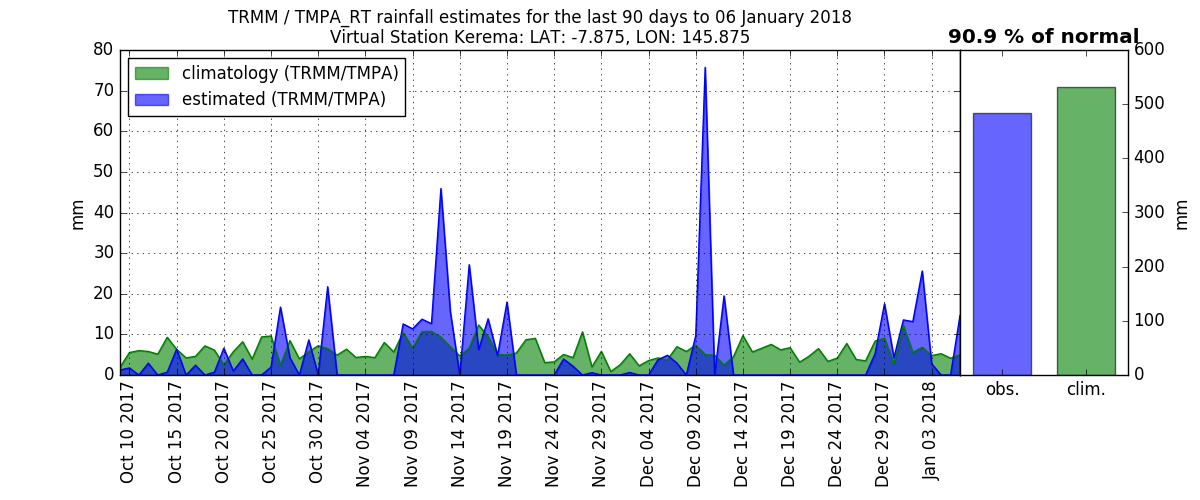 TRMM / TMPA_RT rainfall estimates for the last 90 days to 06 January 2018
Virtual Station Kerema: LAT: -7.875, LON: 145.875
90.9 % of normal
climatology (TRMM/TMPA)
estimated (TRMM/TMPA)
80
70
60
50
40
30
20
10
0
mm
Oct 10 2017
Oct 15 2017
Oct 20 2017
Oct 25 2017
Oct 30 2017
Nov 04 2017
Nov 09 2017
Nov 14 2017
Nov 19 2017
Nov 24 2017
Nov 29 2017
Dec 04 2017
Dec 09 2017
Dec 14 2017
Dec 19 2017
Dec 24 2017
Dec 29 2017
Jan 03 2018
600
500
400
300
200
100
0
mm
obs.
clim.